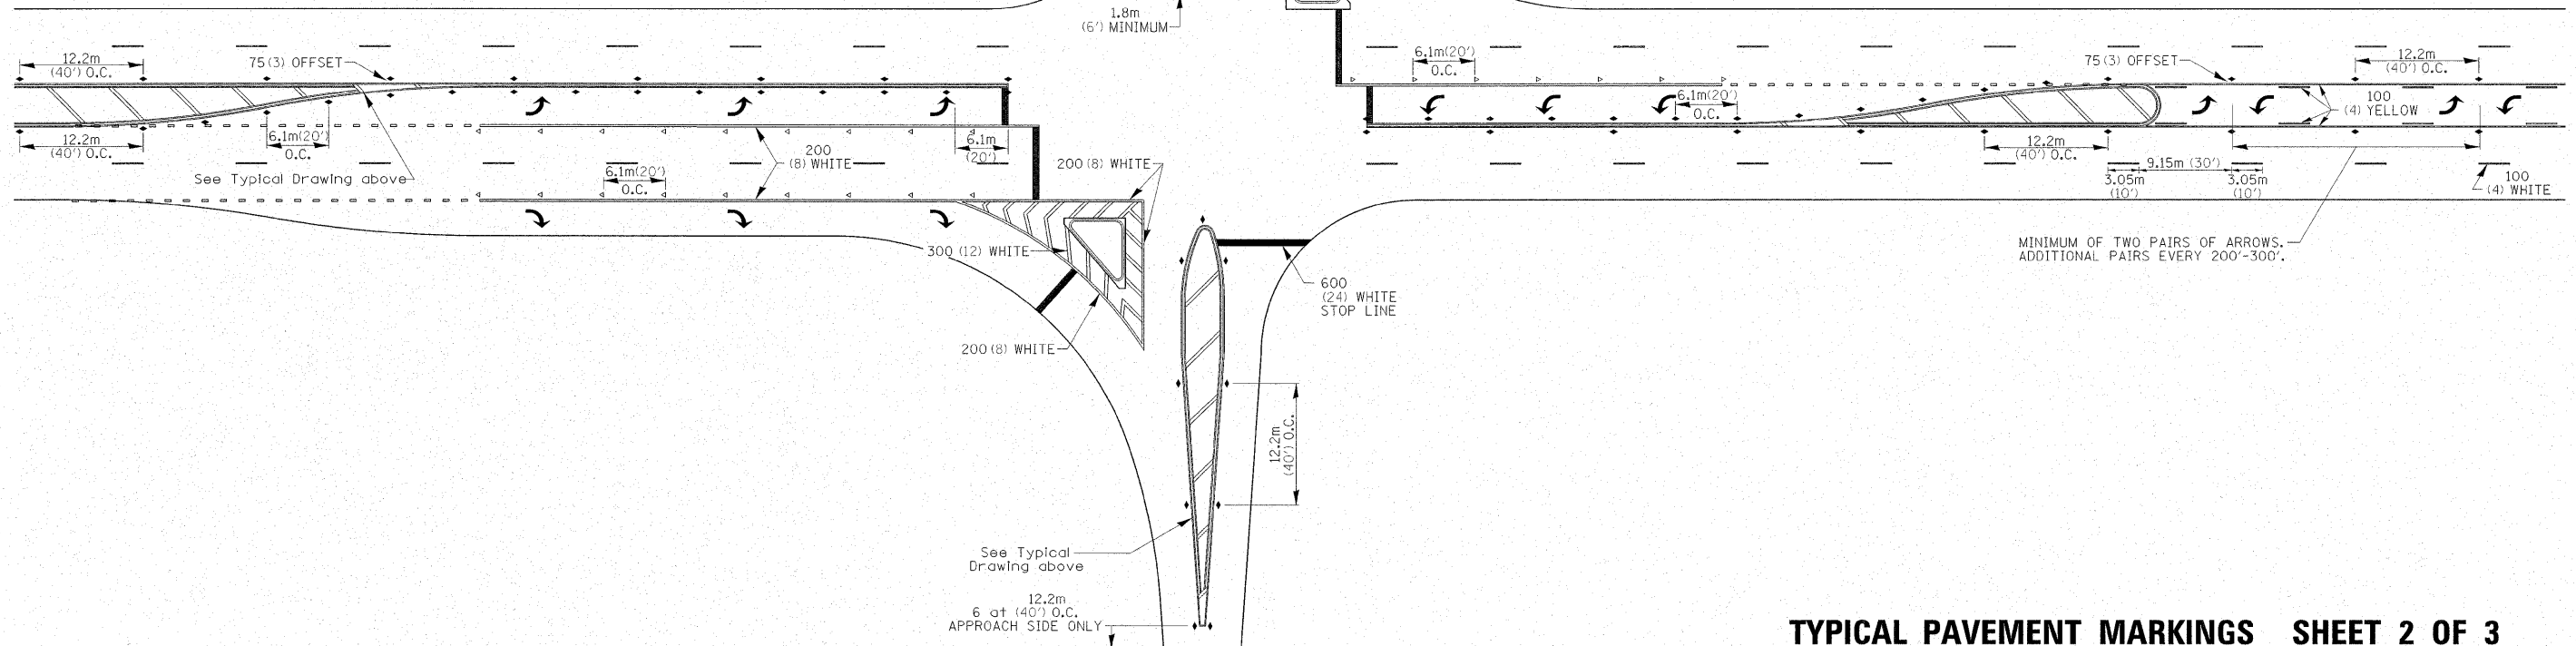 1.8m
(6') MINIMUM
12.2m
(40') O.C.
75 (3) OFFSET
6.1m(20')
O.C.
75 (3) OFFSET
12.2m
(40') O.C.
6.1m(20')
O.C.
100
(4) YELLOW
12.2m
(40') O.C.
6.1m(20')
O.C.
See Typical Drawing above
6.1m(20')
O.C.
200
(8) WHITE
6.1m
(20')
200 (8) WHITE
12.2m
(40') O.C.
9.15m (30')
3.05m
(10')
3.05m
(10')
100
(4) WHITE
300 (12) WHITE
MINIMUM OF TWO PAIRS OF ARROWS.
ADDITIONAL PAIRS EVERY 200'-300'.
600
(24) WHITE
STOP LINE
200 (8) WHITE
12.2m
(40') O.C.
See Typical
Drawing above
12.2m
6 at (40') O.C.
APPROACH SIDE ONLY
TYPICAL PAVEMENT MARKINGS SHEET 2 OF 3